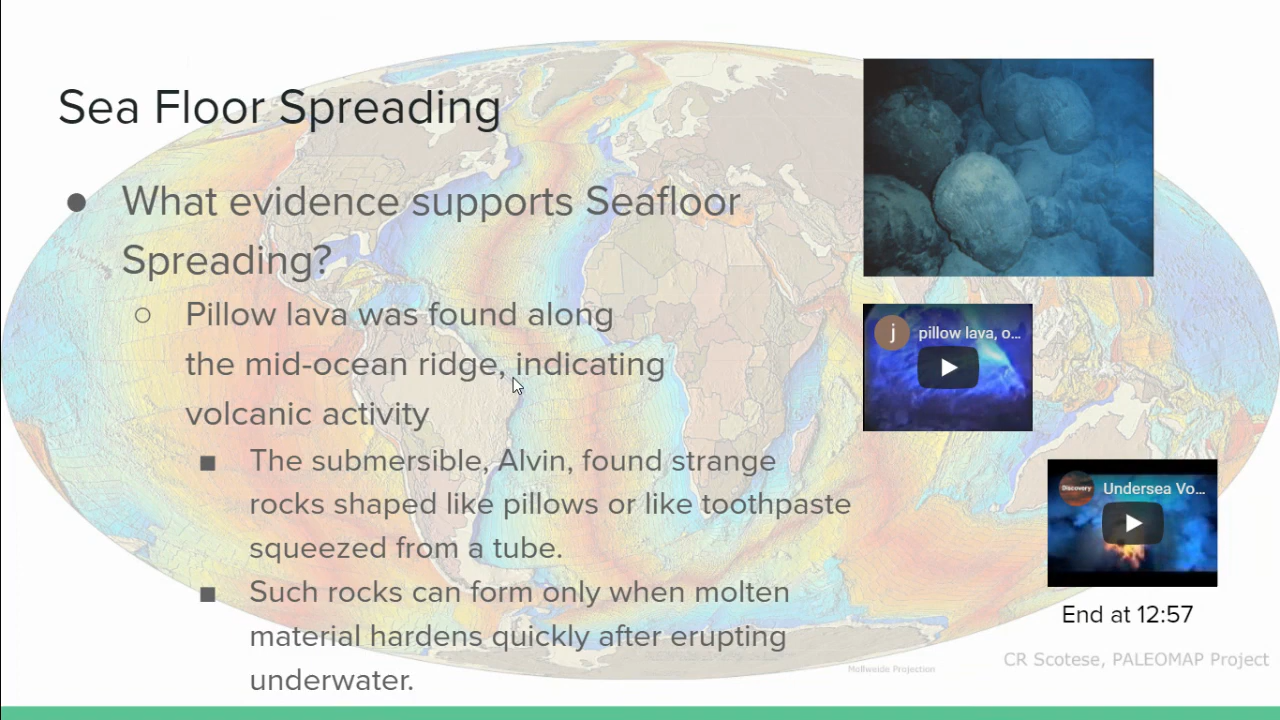 Sea Floor Spreading
● What evidence supports Seafloor
Spreading?
○ Pillow lava was found along
the mid-ocean ridge, indicating
volcanic activity
■ The submersible, Alvin, found strange
rocks shaped like pillows or like toothpaste
squeezed from a tube.
■ Such rocks can form only when molten
material hardens quickly after erupting
underwater.
j
pillow lava, o...
Discovery
Undersea Vo...
End at 12:57
CR Scotese, PALEOMAP Project
Mollweide Projection